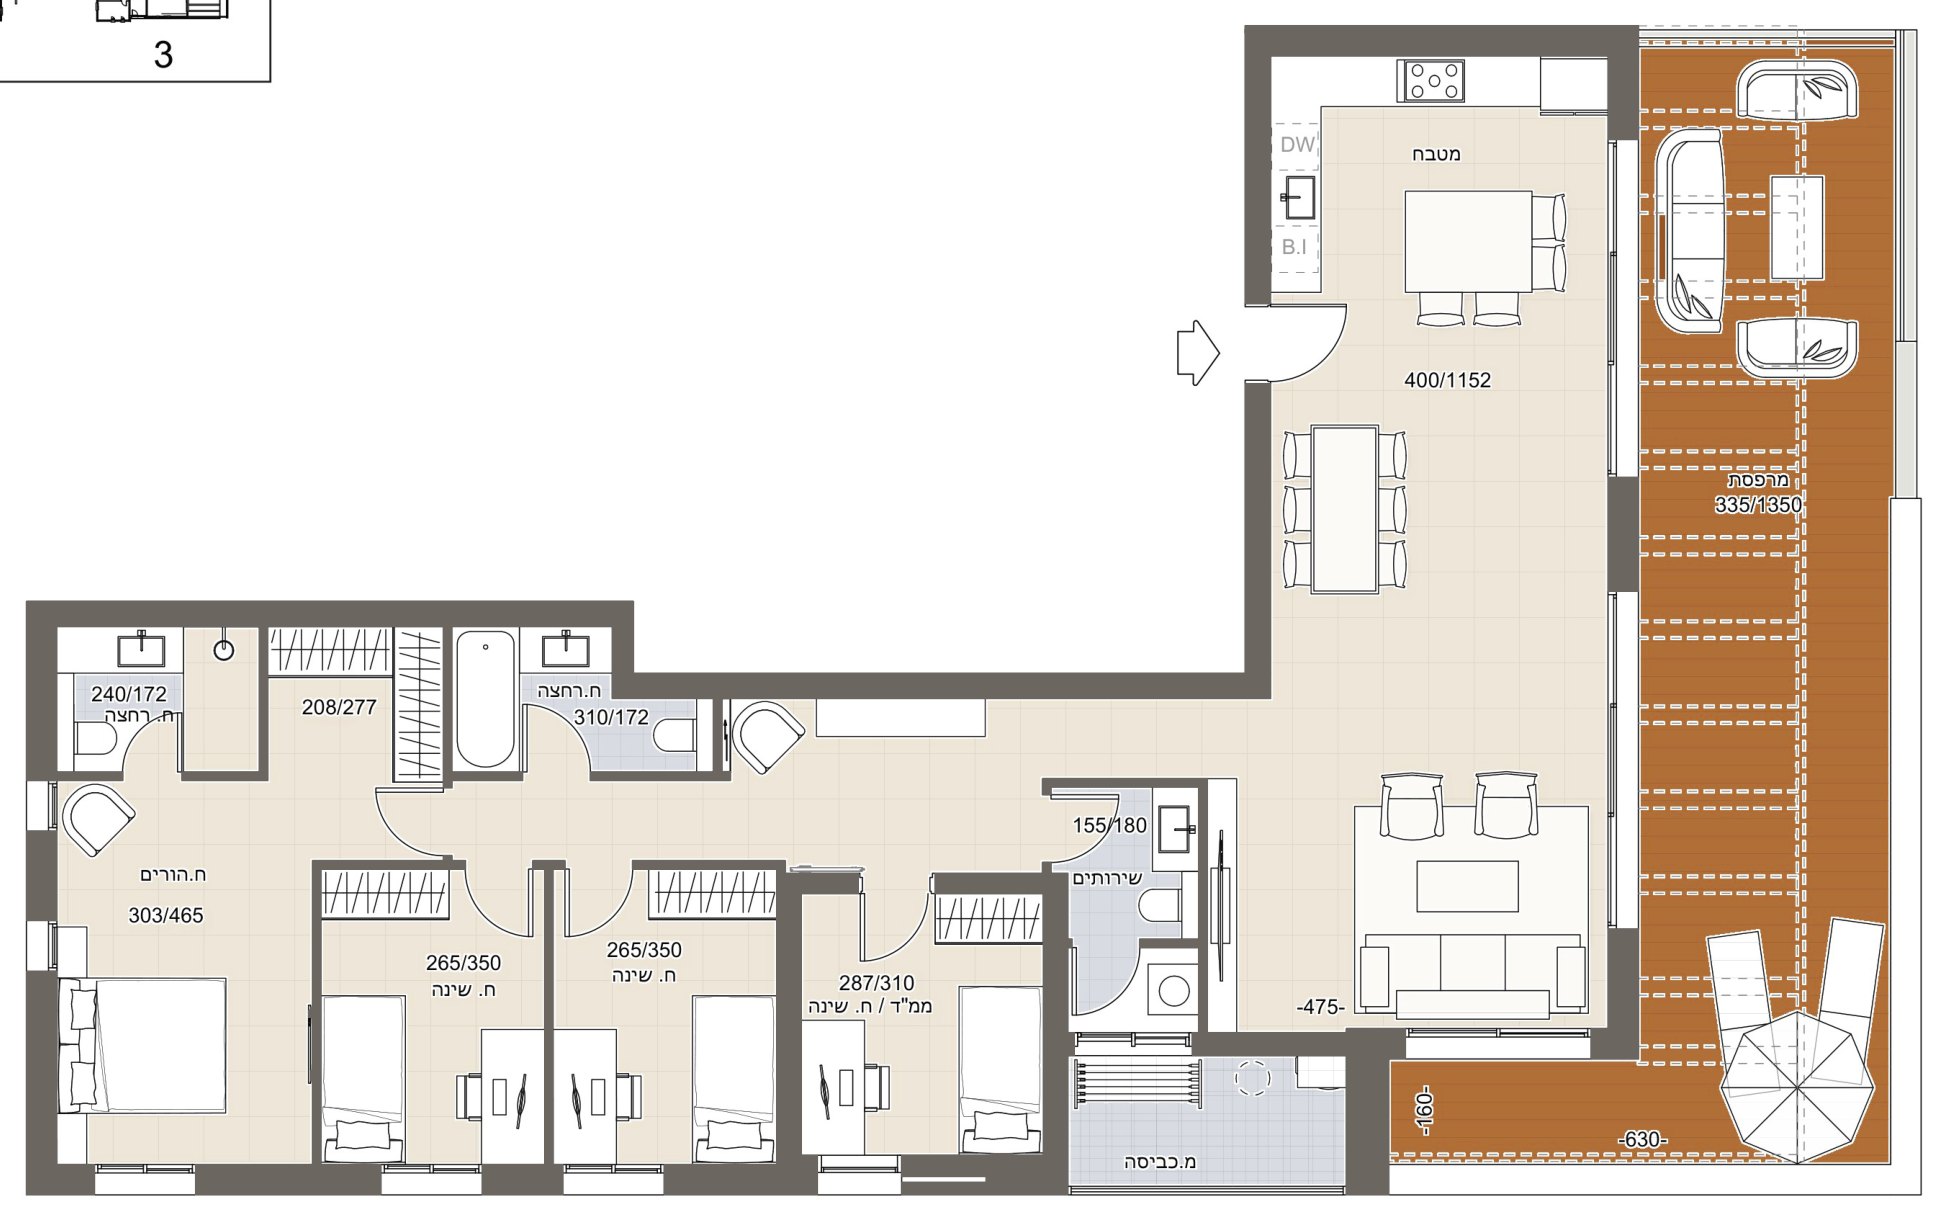 3
DW
B.I
מטבח
400/1152
מרפסת
335/1350
240/172
ח. רחצה
208/277
ח.רחצה
310/172
155/180
שירותים
ח.הורים
303/465
265/350
ח. שינה
265/350
ח. שינה
287/310
ממ"ד / ח. שינה
-475-
-160-
-630-
מ.כביסה